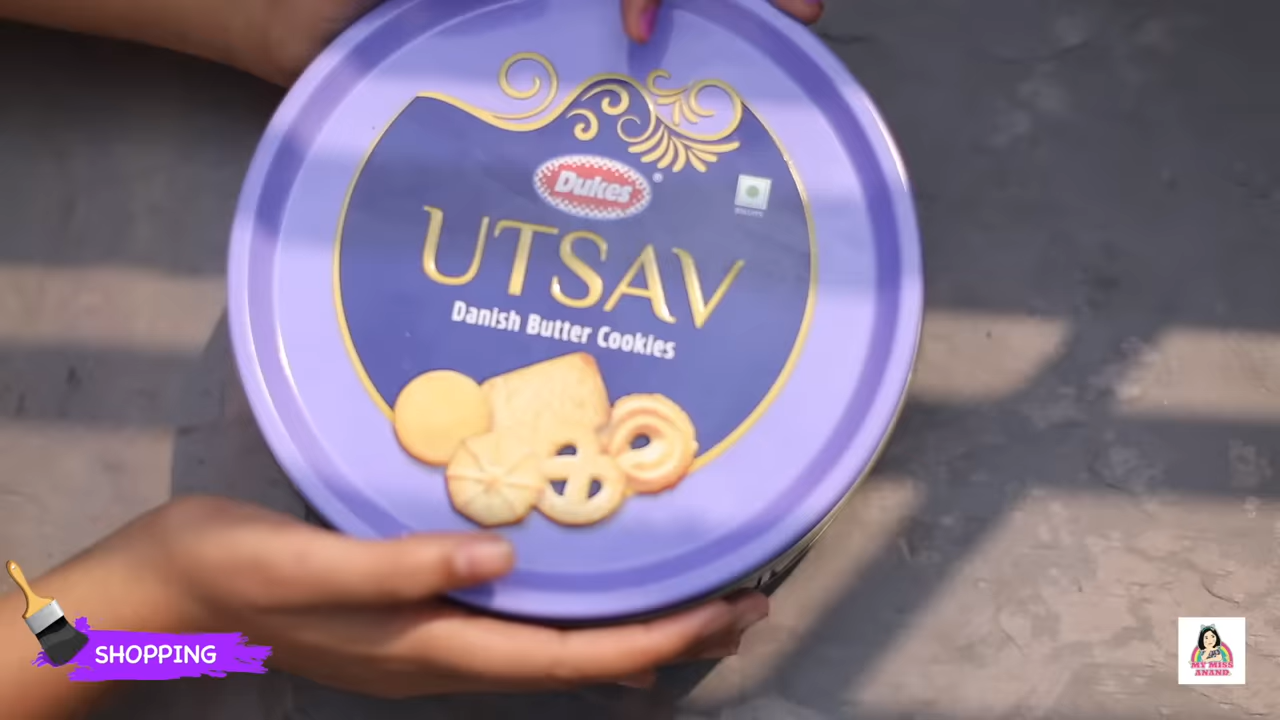 Dukes®
UTSAV
Danish Butter Cookies
SHOPPING
MY MISS
ANAND